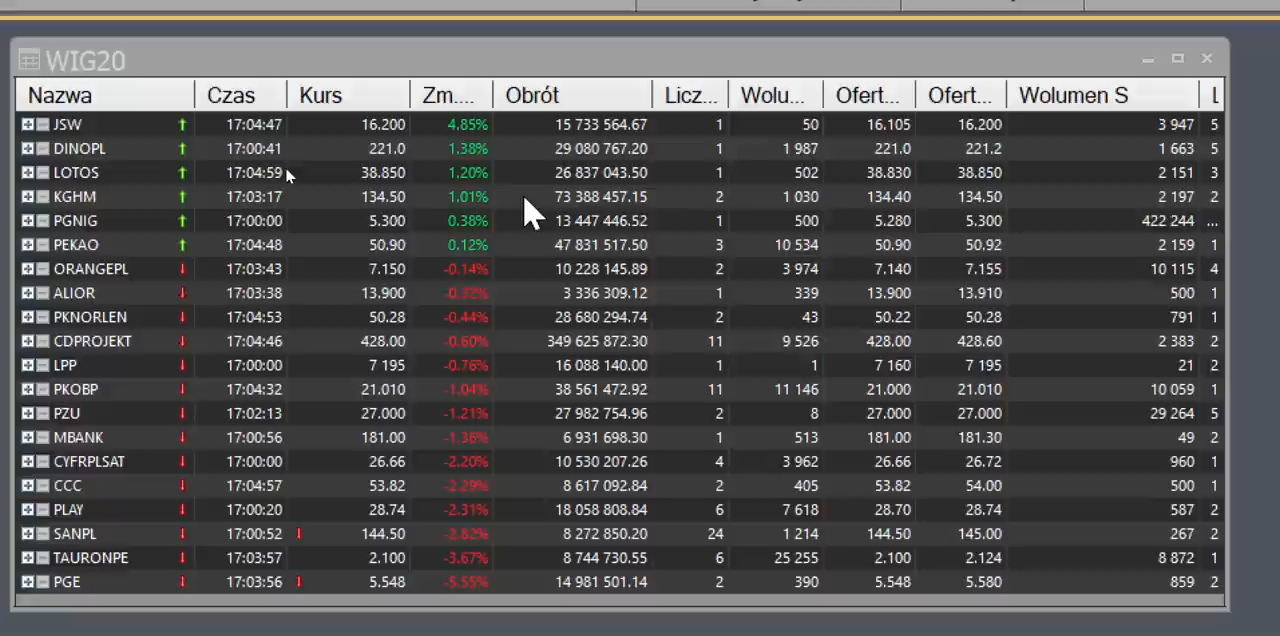 WIG20
Nazwa Czas Kurs Zm.... Obrót Licz... Wolu... Ofert... Ofert... Wolumen S L
JSW 17:04:47 16.200 4.85% 15 733 564.67 1 50 16.105 16.200 3 947 5
DINOPL 17:00:41 221.0 1.38% 29 080 767.20 1 1 987 221.0 221.2 1 663 5
LOTOS 17:04:59 38.850 1.20% 26 837 043.50 1 502 38.830 38.850 2 151 3
KGHM 17:03:17 134.50 1.01% 73 388 457.15 2 1 030 134.40 134.50 2 197 2
PGNIG 17:00:00 5.300 0.38% 13 447 446.52 1 500 5.280 5.300 422 244 ...
PEKAO 17:04:48 50.90 0.12% 47 831 517.50 3 10 534 50.90 50.92 2 159 1
ORANGEPL 17:03:43 7.150 -0.14% 10 228 145.89 2 3 974 7.140 7.155 10 115 4
ALIOR 17:03:38 13.900 -0.32% 3 336 309.12 1 339 13.900 13.910 500 1
PKNORLEN 17:04:53 50.28 -0.44% 28 680 294.74 2 43 50.22 50.28 791 1
CDPROJEKT 17:04:46 428.00 -0.60% 349 625 872.30 11 9 526 428.00 428.60 2 383 2
LPP 17:00:00 7 195 -0.76% 16 088 140.00 1 1 7 160 7 195 21 2
PKOBP 17:04:32 21.010 -1.04% 38 561 472.92 11 11 146 21.000 21.010 10 059 1
PZU 17:02:13 27.000 -1.21% 27 982 754.96 2 8 27.000 27.000 29 264 5
MBANK 17:00:56 181.00 -1.36% 6 931 698.30 1 513 181.00 181.30 49 2
CYFRPLSAT 17:00:00 26.66 -2.20% 10 530 207.26 4 3 962 26.66 26.72 960 1
CCC 17:04:57 53.82 -2.29% 8 617 092.84 2 405 53.82 54.00 500 1
PLAY 17:00:20 28.74 -2.31% 18 058 808.84 6 7 618 28.70 28.74 587 2
SANPL 17:00:52 144.50 -2.82% 8 272 850.20 24 1 214 144.50 145.00 267 2
TAURONPE 17:03:57 2.100 -3.67% 8 744 730.55 6 25 255 2.100 2.124 8 872 1
PGE 17:03:56 5.548 -5.55% 14 981 501.14 2 390 5.548 5.580 859 2